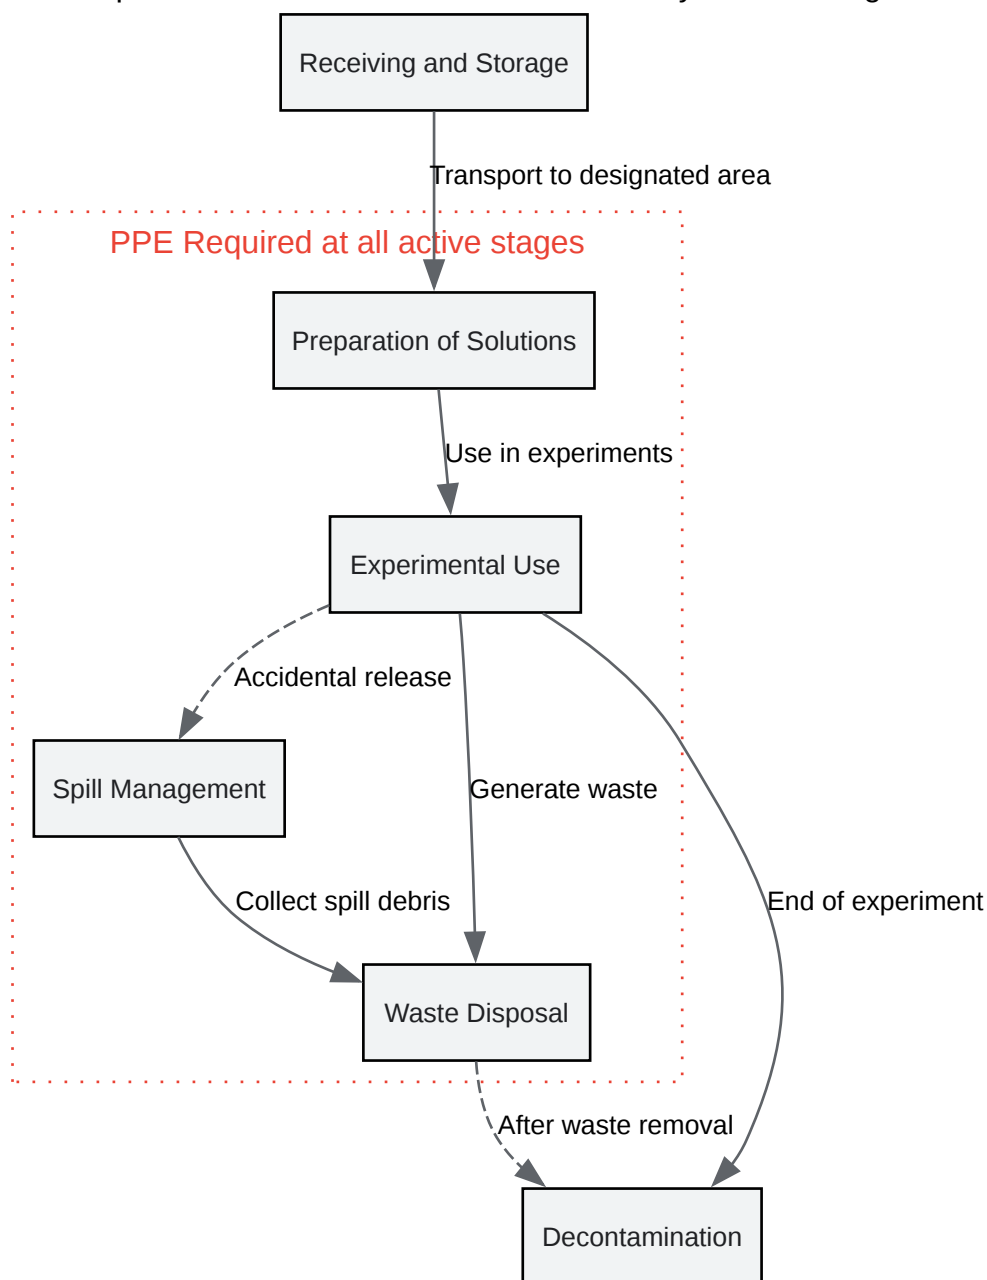 Receiving and Storage
Transport to designated area
PPE Required at all active stages
Preparation of Solutions
Use in experiments
Experimental Use
Accidental release
Spill Management
Generate waste
Collect spill debris
End of experiment
Waste Disposal
After waste removal
Decontamination